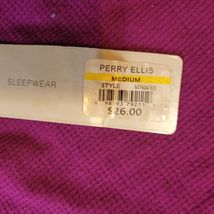 SLEEPWEAR
PERRY ELLIS
MEDIUM
STYLE
$26.00